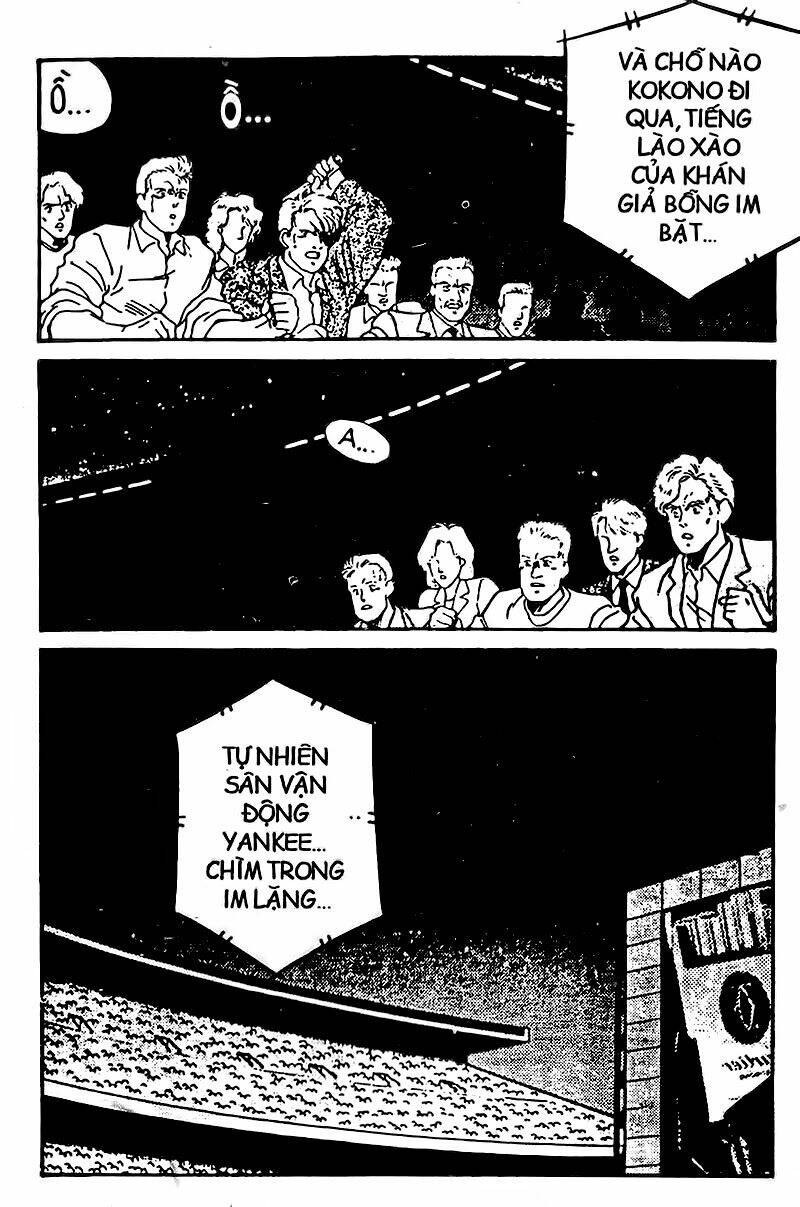 Ồ...
Ồ...
VÀ CHỖ NÀO
KOKONO ĐI
QUA, TIẾNG
LÀO XÀO
CỦA KHÁN
GIẢ BỖNG IM
BẶT...
A...
TỰ NHIÊN
SÂN VẬN
ĐỘNG
YANKEE...
CHÌM TRONG
IM LẶNG...